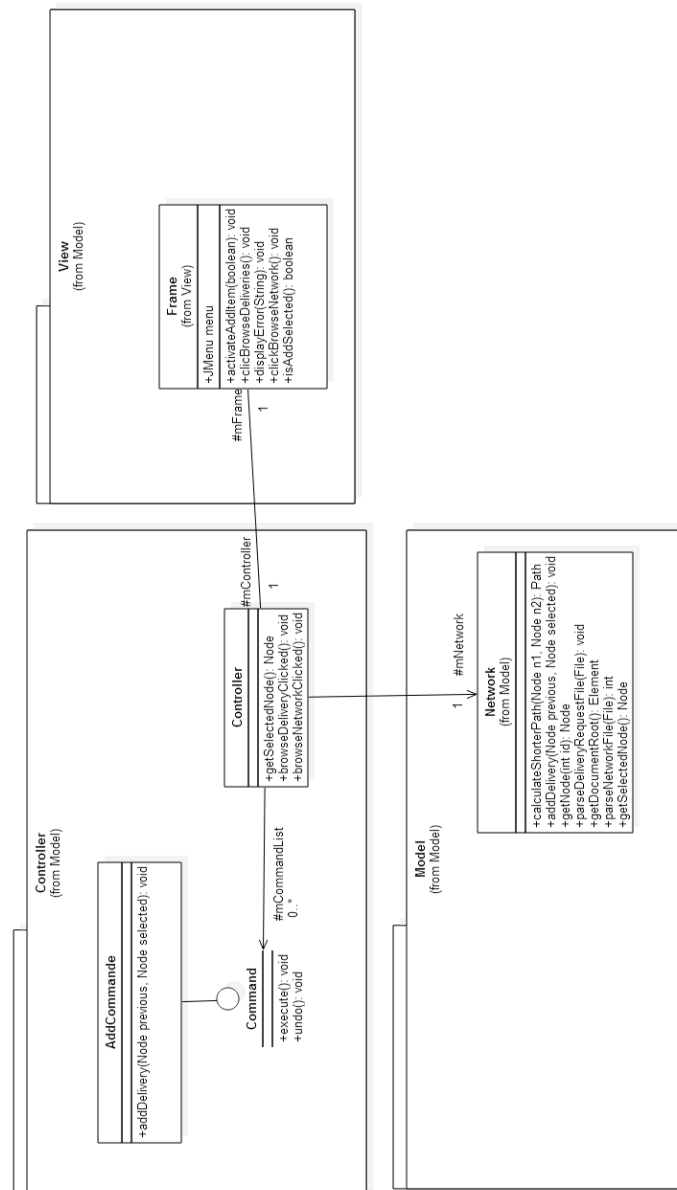 Controller
(from Model)
AddCommande
+addDelivery(Node previous, Node selected): void
Command
+execute(): void
+undo(): void
#mCommandList
0..*
Controller
+getSelectedNode(): Node
+browseDeliveryClicked(): void
+browseNetworkClicked(): void
#mController
1
View
(from Model)
#mFrame
1
Frame
(from View)
+JMenu menu
+activateAddItem(boolean): void
+clicBrowseDeliveries(): void
+displayError(String): void
+clickBrowseNetwork(): void
+isAddSelected(): boolean
Model
(from Model)
1
#mNetwork
Network
(from Model)
+calculateShorterPath(Node n1, Node n2): Path
+addDelivery(Node previous, Node selected): void
+getNode(int id): Node
+parseDeliveryRequestFile(File): void
+getDocumentRoot(): Element
+parseNetworkFile(File): int
+getSelectedNode(): Node